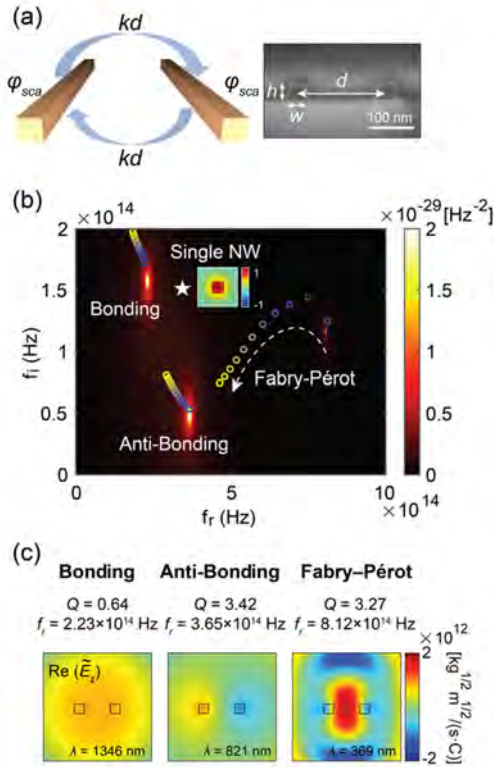 (a)
kd
φsca
φsca
kd
h
d
w
100 nm
(b)
× 10^14
× 10^-29 [Hz^-2]
2
Single NW
1
-1
Bonding
Fabry-Pérot
Anti-Bonding
1
0
0
5
10
2
1.5
1
0.5
0
fi (Hz)
fr (Hz)
× 10^14
(c)
Bonding
Anti-Bonding
Fabry–Pérot
Q = 0.64
Q = 3.42
Q = 3.27
fr = 2.23×10^14 Hz
fr = 3.65×10^14 Hz
fr = 8.12×10^14 Hz
Re (Ẽz)
λ = 1346 nm
λ = 821 nm
λ = 369 nm
× 10^12
2
-2
[kg^1/2 m^1/2/(s·C)]